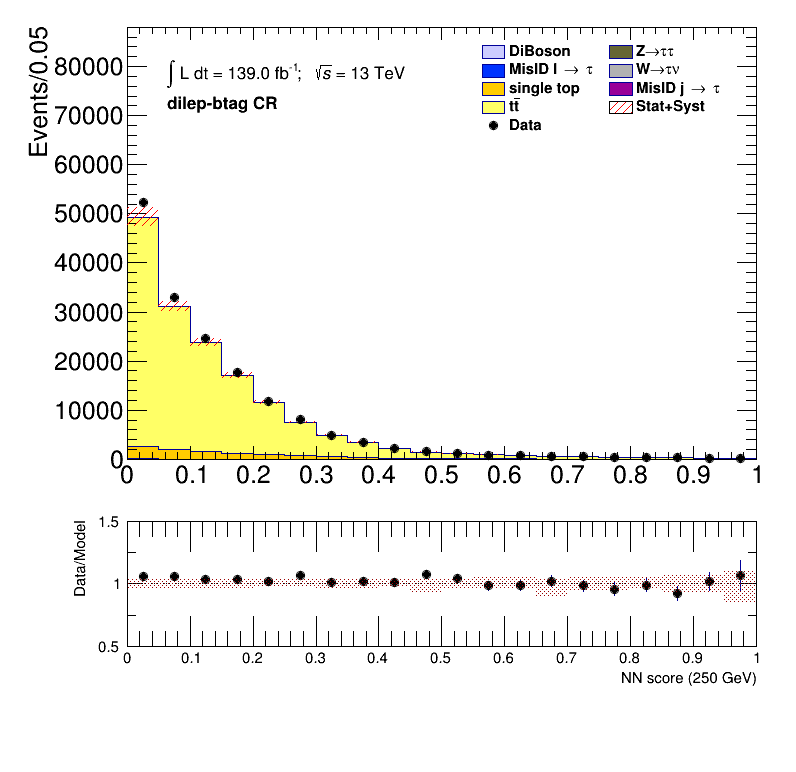 Events/0.05
80000
70000
60000
50000
40000
30000
20000
10000
0
∫ L dt = 139.0 fb⁻¹; √s = 13 TeV
dilep-btag CR
DiBoson
MisID l → τ
single top
tt̄
Data
Z→ττ
W→τν
MisID j → τ
Stat+Syst
0 0.1 0.2 0.3 0.4 0.5 0.6 0.7 0.8 0.9 1
Data/Model
1.5
1
0.5
0 0.1 0.2 0.3 0.4 0.5 0.6 0.7 0.8 0.9 1
NN score (250 GeV)